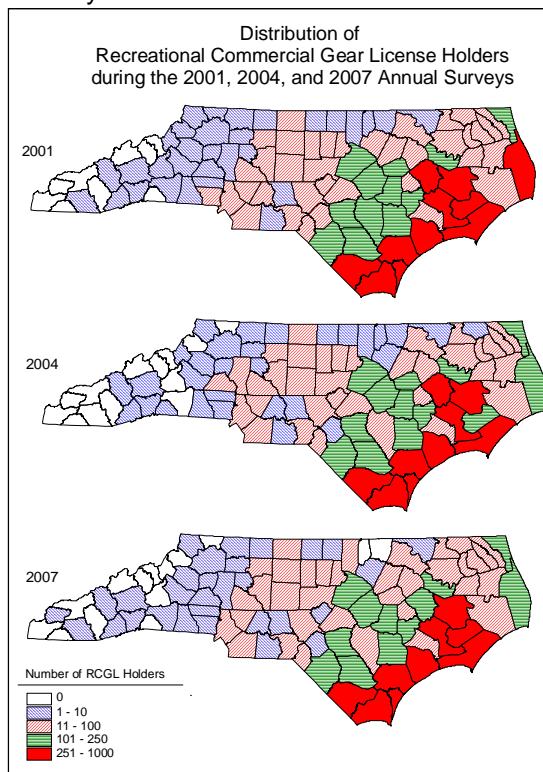 Distribution of
Recreational Commercial Gear License Holders
during the 2001, 2004, and 2007 Annual Surveys
2001
2004
2007
Number of RCGL Holders
0
1 - 10
11 - 100
101 - 250
251 - 1000